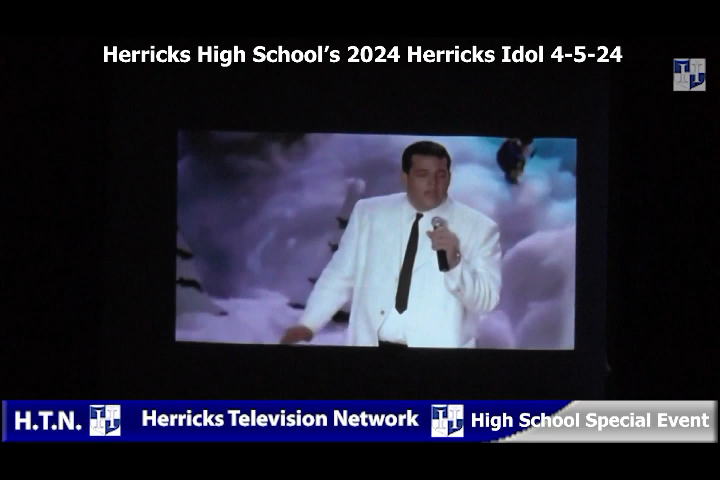 Herricks High School's 2024 Herricks Idol 4-5-24
H.T.N. Herricks Television Network High School Special Event